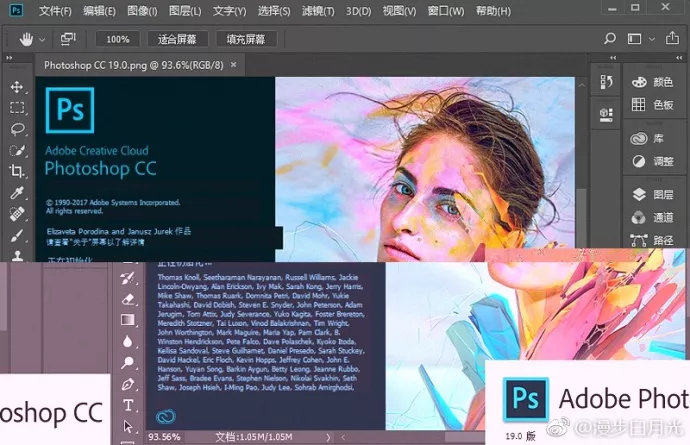 Ps 文件(F) 编辑(E) 图像(I) 图层(L) 文字(Y) 选择(S) 滤镜(T) 3D(D) 视图(V) 窗口(W) 帮助(H)
100% 适合屏幕 填充屏幕
Photoshop CC 19.0.png @ 93.6%(RGB/8) ×
Ps
Adobe Creative Cloud
Photoshop CC
© 1990-2017 Adobe Systems Incorporated.
All rights reserved.
Elizaveta Porodina and Janusz Jurek 作品
请查看"关于"屏幕以了解详情
正在初始化...
颜色
色板
库
调整
图层
通道
路径
Thomas Knoll, Seetharaman Narayanan, Russell Williams, Jackie
Lincoln-Owyang, Alan Erickson, Ivy Mak, Sarah Kong, Jerry Harris,
Mike Shaw, Thomas Ruark, Domnita Petri, David Mohr, Yukie
Takahashi, David Dobish, Steven E. Snyder, John Peterson, Adam
Jerugim, Tom Attix, Judy Severance, Yuko Kagita, Foster Brereton,
Meredith Stotzner, Tai Luxon, Vinod Balakrishnan, Tim Wright,
John Worthington, Mark Maguire, Maria Yap, Pam Clark, B.
Winston Hendrickson, Pete Falco, Dave Polaschek, Kyoko Itoda,
Kellisa Sandoval, Steve Guilhamet, Daniel Presedo, Sarah Stuckey,
David Hackel, Eric Floch, Kevin Hopps, Jeffrey Cohen, John E.
Hanson, Yuyan Song, Barkin Aygun, Betty Leong, Jeanne Rubbo,
Jeff Sass, Bradee Evans, Stephen Nielson, Nikolai Svakhin, Seth
Shaw, Joseph Hsieh, I-Ming Pao, Judy Lee, Sohrab Amirghodsi,
oshop CC
93.56% 文档:1.05M/1.05M
Ps Adobe Phot
19.0 版
@漫步白月光